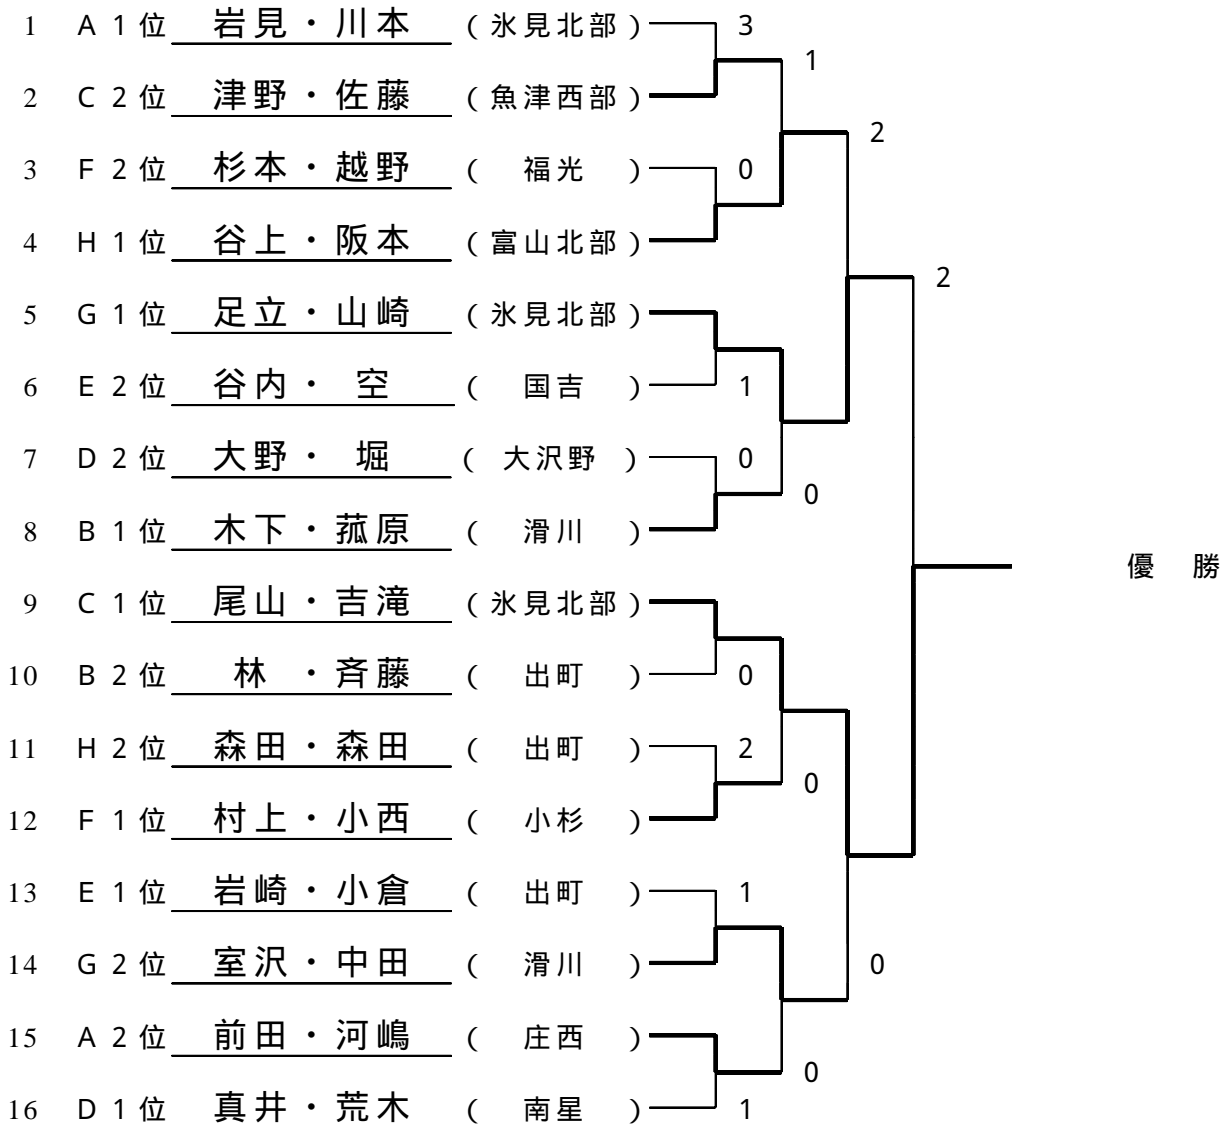 1 A 1 位 岩見・川本 ( 氷見北部 ) 3
1
2 C 2 位 津野・佐藤 ( 魚津西部 )
2
3 F 2 位 杉本・越野 ( 福光 ) 0
4 H 1 位 谷上・阪本 ( 富山北部 )
2
5 G 1 位 足立・山崎 ( 氷見北部 )
6 E 2 位 谷内・ 空 ( 国吉 ) 1
7 D 2 位 大野・ 堀 ( 大沢野 ) 0
0
8 B 1 位 木下・菰原 ( 滑川 )
優 勝
9 C 1 位 尾山・吉滝 ( 氷見北部 )
10 B 2 位 林 ・斉藤 ( 出町 ) 0
11 H 2 位 森田・森田 ( 出町 ) 2
0
12 F 1 位 村上・小西 ( 小杉 )
13 E 1 位 岩崎・小倉 ( 出町 ) 1
14 G 2 位 室沢・中田 ( 滑川 ) 0
15 A 2 位 前田・河嶋 ( 庄西 )
0
16 D 1 位 真井・荒木 ( 南星 ) 1